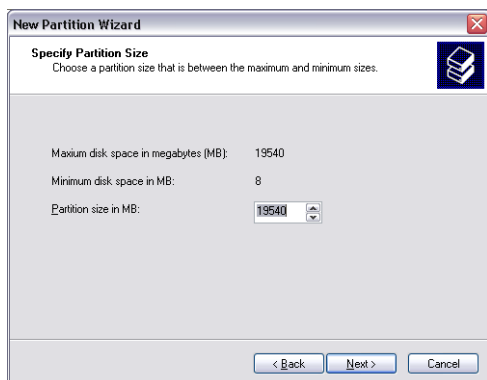 New Partition Wizard
Specify Partition Size
Choose a partition size that is between the maximum and minimum sizes.
Maxium disk space in megabytes (MB): 19540
Minimum disk space in MB: 8
Partition size in MB: 19540
< Back Next > Cancel